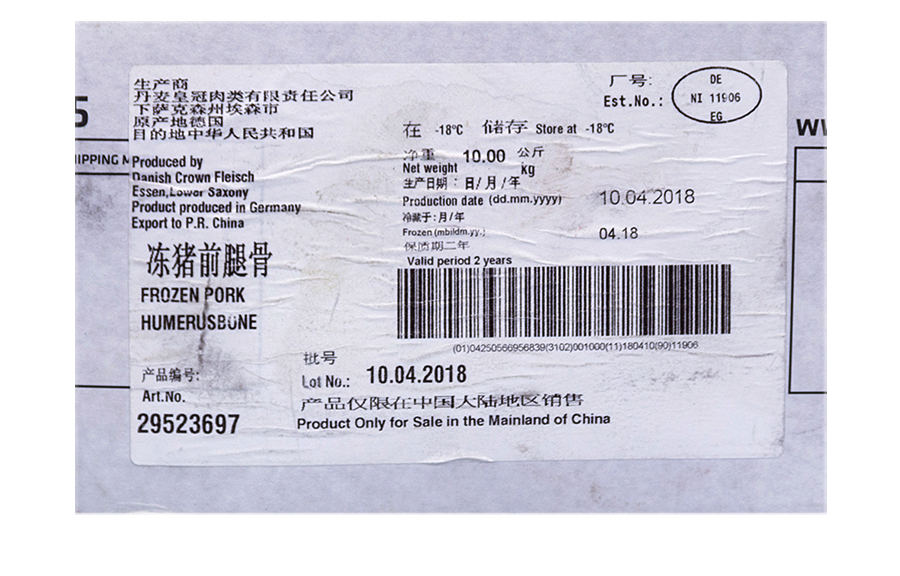 生产商
丹麦皇冠肉类有限责任公司
下萨克森州埃森市
原产地德国
目的地中华人民共和国
Produced by
Danish Crown Fleisch
Essen,Lower Saxony
Product produced in Germany
Export to P.R. China
冻猪前腿骨
FROZEN PORK
HUMERUSBONE
产品编号:
Art.No.
29523697
厂号:
Est.No.:
DE
NI 11906
EG
在 -18℃ 储存 Store at -18℃
净重 10.00 公斤
Net weight kg
生产日期: 日/月/年
Production date (dd.mm.yyyy) 10.04.2018
冷藏于:月/年
Frozen (mbildm.yy.) 04.18
保质期二年
Valid period 2 years
(01)04250566956839(3102)001000(11)180410(90)11906
批号
Lot No.: 10.04.2018
产品仅限在中国大陆地区销售
Product Only for Sale in the Mainland of China
5
HIPPING M